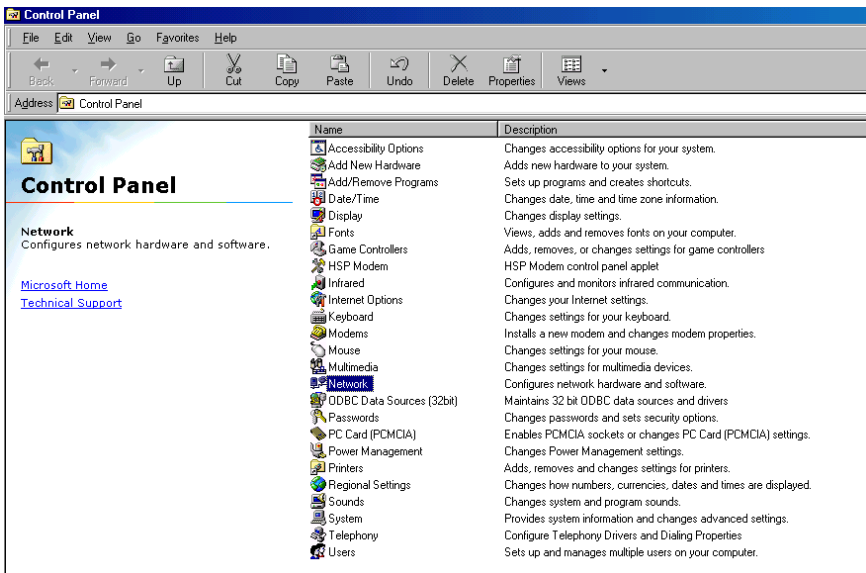 Control Panel
File Edit View Go Favorites Help
Back Forward Up Cut Copy Paste Undo Delete Properties Views
Address Control Panel
Control Panel
Network
Configures network hardware and software.
Microsoft Home
Technical Support
Name Description
Accessibility Options Changes accessibility options for your system.
Add New Hardware Adds new hardware to your system.
Add/Remove Programs Sets up programs and creates shortcuts.
Date/Time Changes date, time and time zone information.
Display Changes display settings.
Fonts Views, adds and removes fonts on your computer.
Game Controllers Adds, removes, or changes settings for game controllers
HSP Modem HSP Modem control panel applet
Infrared Configures and monitors infrared communication.
Internet Options Changes your Internet settings.
Keyboard Changes settings for your keyboard.
Modems Installs a new modem and changes modem properties.
Mouse Changes settings for your mouse.
Multimedia Changes settings for multimedia devices.
Network Configures network hardware and software.
ODBC Data Sources (32bit) Maintains 32 bit ODBC data sources and drivers
Passwords Changes passwords and sets security options.
PC Card (PCMCIA) Enables PCMCIA sockets or changes PC Card (PCMCIA) settings.
Power Management Changes Power Management settings.
Printers Adds, removes and changes settings for printers.
Regional Settings Changes how numbers, currencies, dates and times are displayed.
Sounds Changes system and program sounds.
System Provides system information and changes advanced settings.
Telephony Configure Telephony Drivers and Dialing Properties
Users Sets up and manages multiple users on your computer.